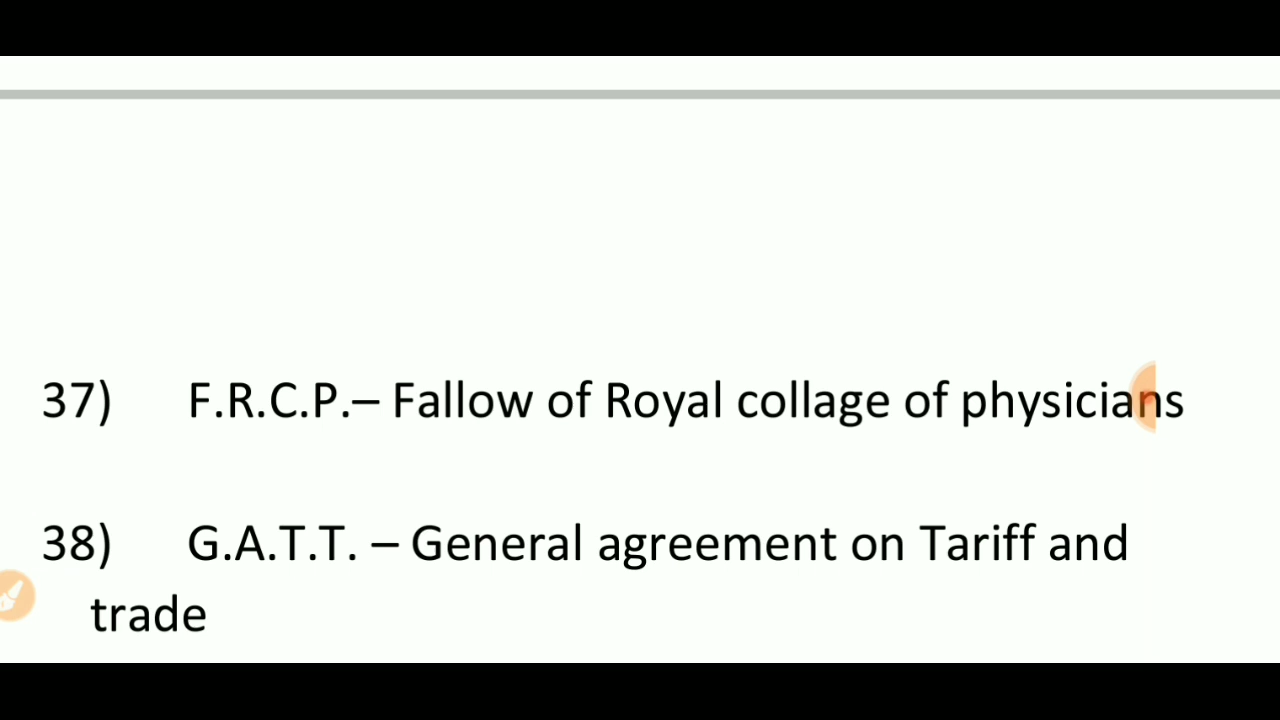 37) F.R.C.P.– Fallow of Royal collage of physicians
38) G.A.T.T. – General agreement on Tariff and
trade